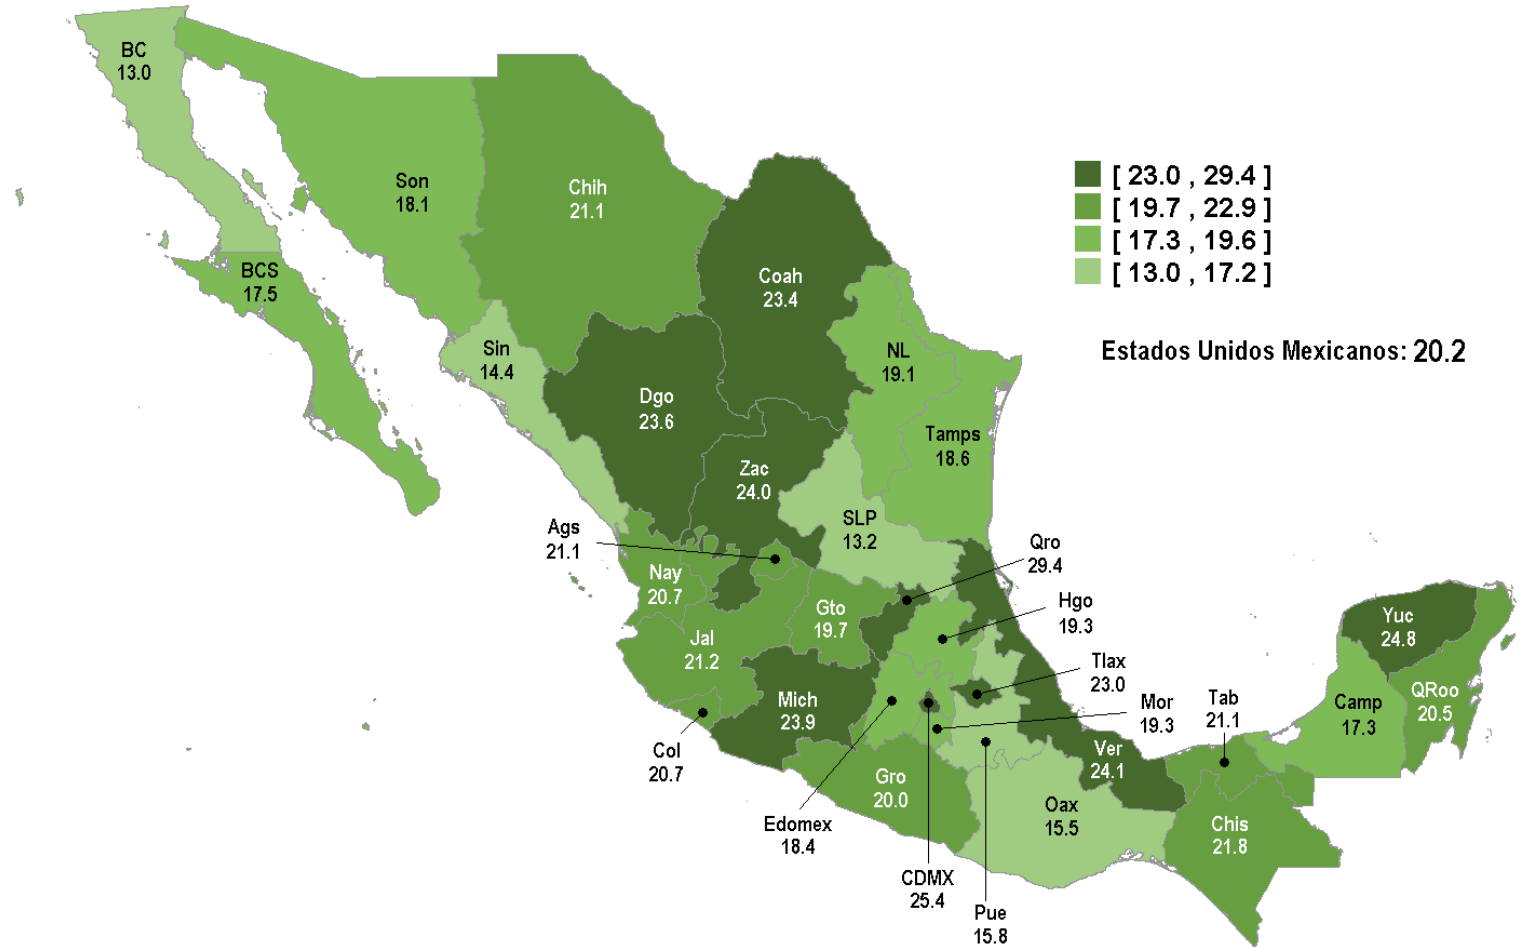 BC
13.0
Son
18.1
Chih
21.1
[ 23.0 , 29.4 ]
[ 19.7 , 22.9 ]
[ 17.3 , 19.6 ]
[ 13.0 , 17.2 ]
BCS
17.5
Coah
23.4
Estados Unidos Mexicanos: 20.2
Sin
14.4
NL
19.1
Dgo
23.6
Tamps
18.6
Zac
24.0
SLP
13.2
Ags
21.1
Qro
29.4
Nay
20.7
Gto
19.7
Hgo
19.3
Yuc
24.8
Jal
21.2
Tlax
23.0
Mich
23.9
Mor
19.3
Tab
21.1
Camp
17.3
QRoo
20.5
Col
20.7
Ver
24.1
Gro
20.0
Edomex
18.4
Oax
15.5
Chis
21.8
CDMX
25.4
Pue
15.8